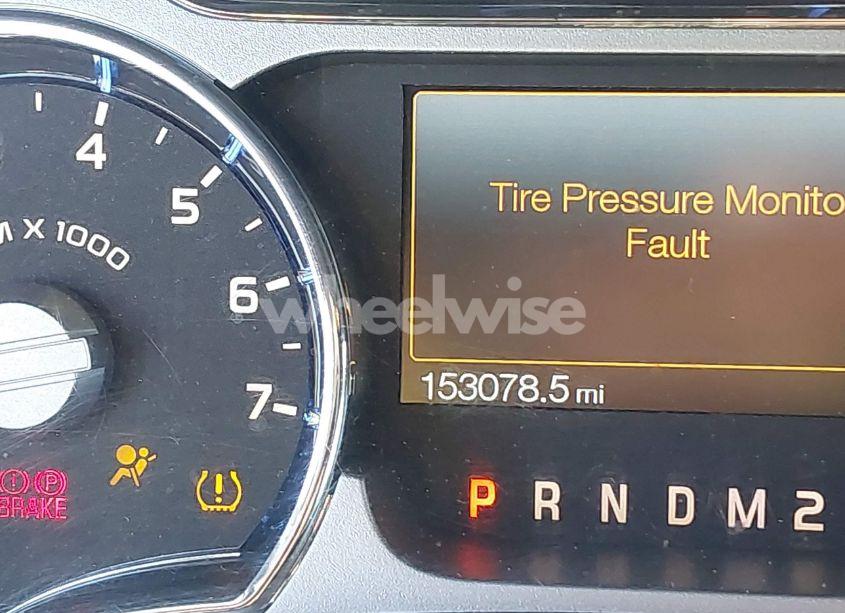 4
5
6
7
X 1000
Tire Pressure Monito
Fault
153078.5 mi
wheelwise
P R N D M 2
(!) (P)
BRAKE